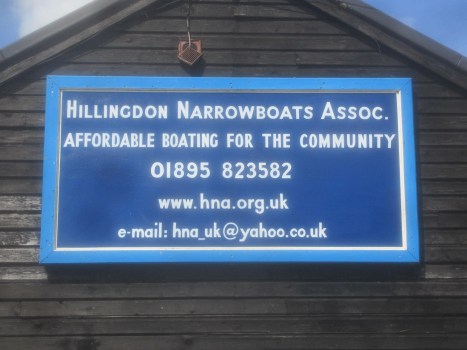 HILLINGDON NARROWBOATS ASSOC.
AFFORDABLE BOATING FOR THE COMMUNITY
01895 823582
www.hna.org.uk
e-mail: hna_uk@yahoo.co.uk